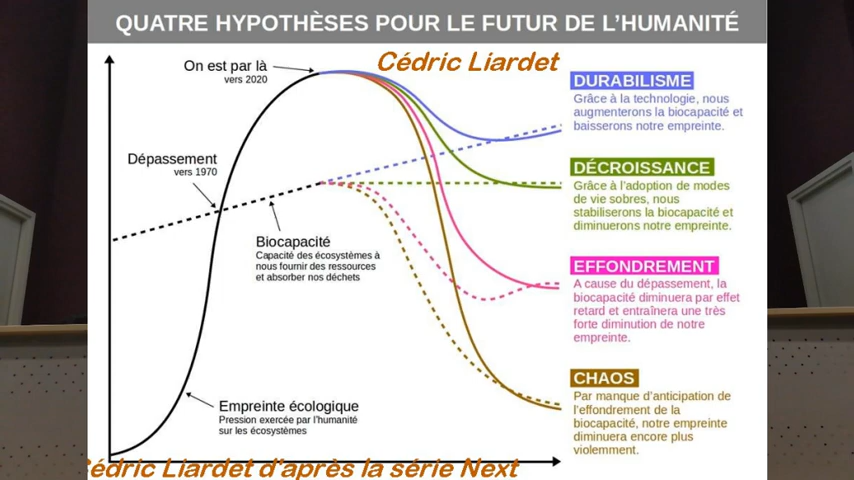 QUATRE HYPOTHÈSES POUR LE FUTUR DE L'HUMANITÉ
Cédric Liardet
On est par là
vers 2020
Dépassement
vers 1970
Biocapacité
Capacité des écosystèmes à
nous fournir des ressources
et absorber nos déchets
Empreinte écologique
Pression exercée par l'humanité
sur les écosystèmes
DURABILISME
Grâce à la technologie, nous
augmenterons la biocapacité et
baisserons notre empreinte.
DÉCROISSANCE
Grâce à l'adoption de modes
de vie sobres, nous
stabiliserons la biocapacité et
diminuerons notre empreinte.
EFFONDREMENT
A cause du dépassement, la
biocapacité diminuera par effet
retard et entraînera une très
forte diminution de notre
empreinte.
CHAOS
Par manque d'anticipation de
l'effondrement de la
biocapacité, notre empreinte
diminuera encore plus
violemment.
édric Liardet d'après la série Next